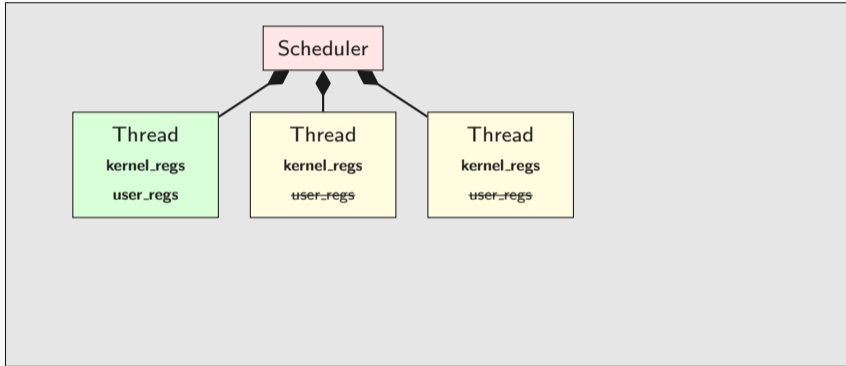 Scheduler
Thread
kernel_regs
user_regs
Thread
kernel_regs
user_regs
Thread
kernel_regs
user_regs